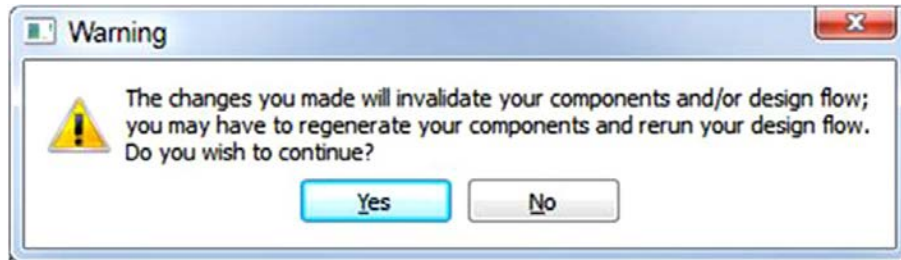 Warning
The changes you made will invalidate your components and/or design flow;
you may have to regenerate your components and rerun your design flow.
Do you wish to continue?
Yes No